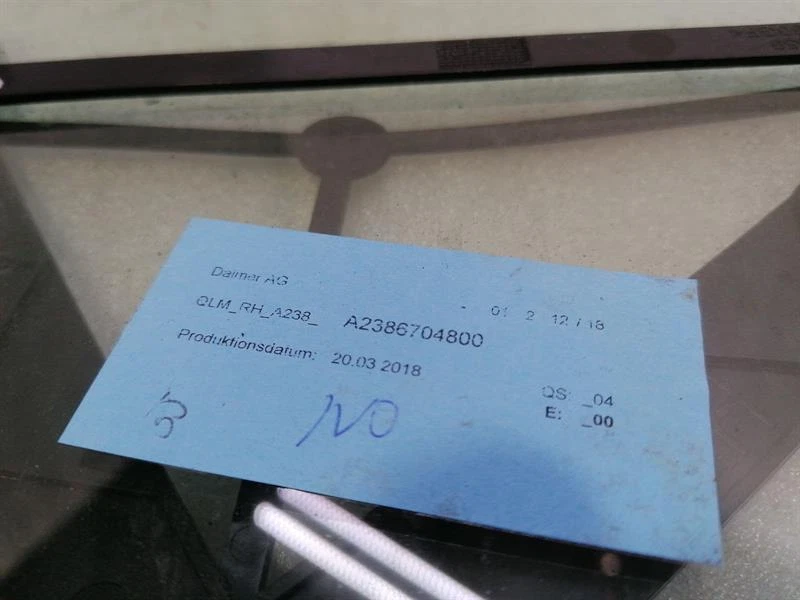 Daimer AG
QLM_RH_A238_ A2386704800
Produktionsdatum: 20.03 2018
QS: _04
E: _00